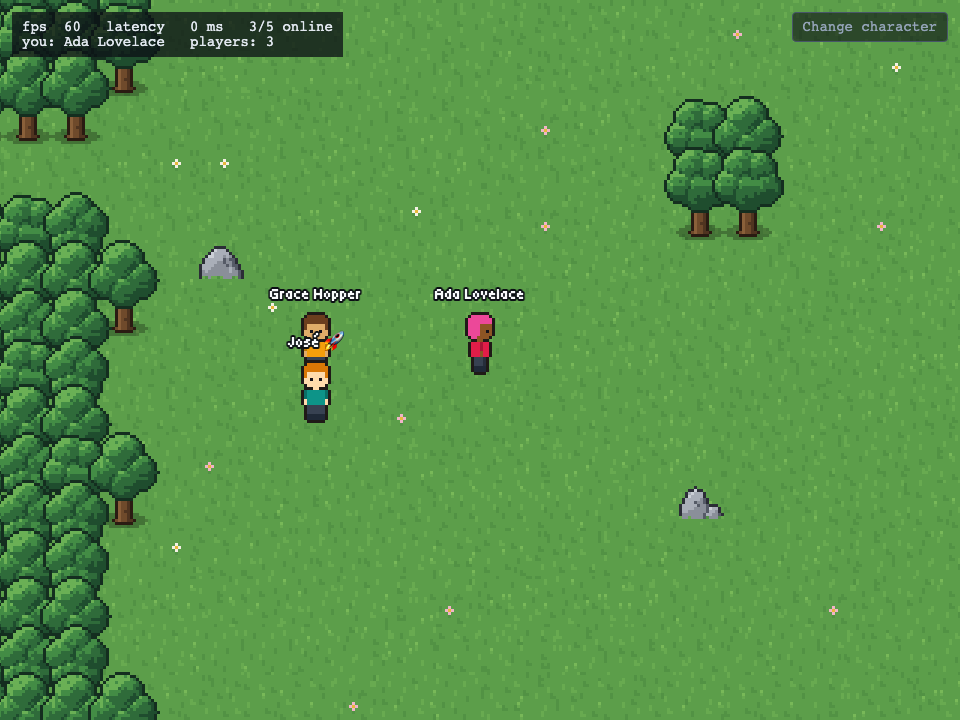 fps 60 latency 0 ms 3/5 online
you: Ada Lovelace players: 3
Change character
Grace Hopper
Ada Lovelace
José